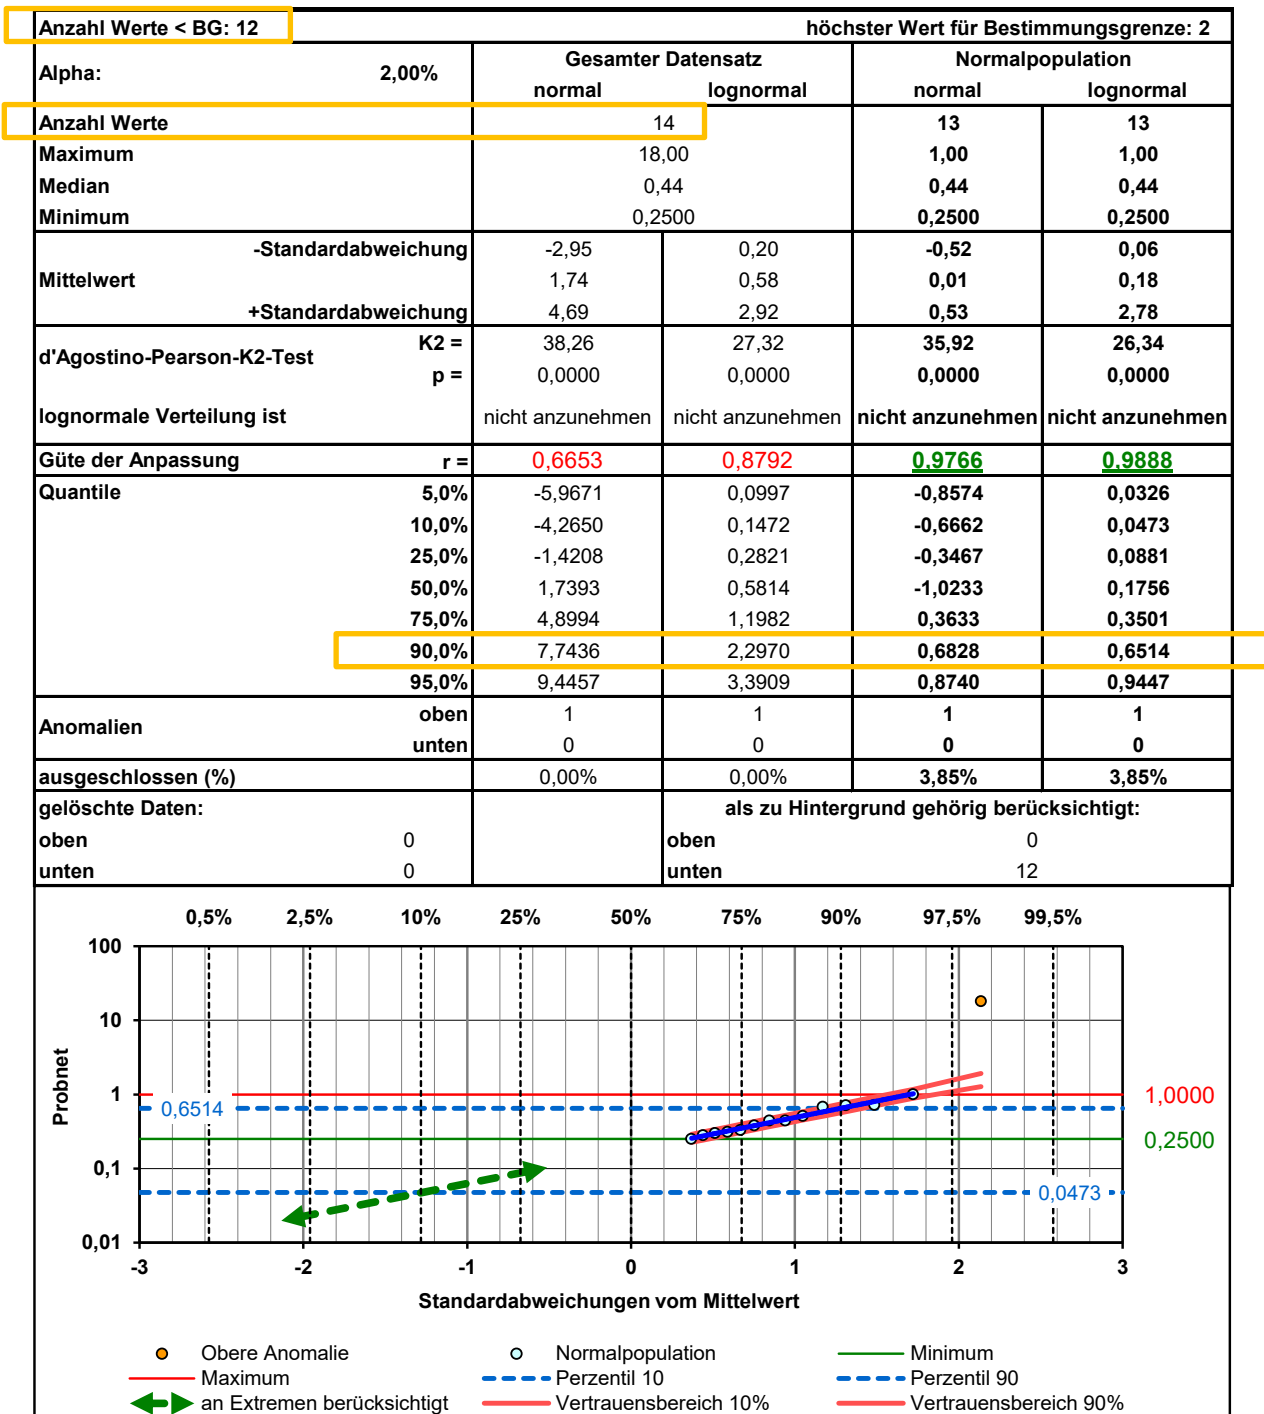 Anzahl Werte < BG: 12 höchster Wert für Bestimmungsgrenze: 2
Alpha: 2,00% Gesamter Datensatz Normalpopulation
normal lognormal normal lognormal
Anzahl Werte 14 13 13
Maximum 18,00 1,00 1,00
Median 0,44 0,44 0,44
Minimum 0,2500 0,2500 0,2500
-Standardabweichung -2,95 0,20 -0,52 0,06
Mittelwert 1,74 0,58 0,01 0,18
+Standardabweichung 4,69 2,92 0,53 2,78
d'Agostino-Pearson-K2-Test K2 = 38,26 27,32 35,92 26,34
p = 0,0000 0,0000 0,0000 0,0000
lognormale Verteilung ist nicht anzunehmen nicht anzunehmen nicht anzunehmen nicht anzunehmen
Güte der Anpassung r = 0,6653 0,8792 0,9766 0,9888
Quantile 5,0% -5,9671 0,0997 -0,8574 0,0326
10,0% -4,2650 0,1472 -0,6662 0,0473
25,0% -1,4208 0,2821 -0,3467 0,0881
50,0% 1,7393 0,5814 -1,0233 0,1756
75,0% 4,8994 1,1982 0,3633 0,3501
90,0% 7,7436 2,2970 0,6828 0,6514
95,0% 9,4457 3,3909 0,8740 0,9447
Anomalien oben 1 1 1 1
unten 0 0 0 0
ausgeschlossen (%) 0,00% 0,00% 3,85% 3,85%
gelöschte Daten: als zu Hintergrund gehörig berücksichtigt:
oben 0 oben 0
unten 0 unten 12
0,5% 2,5% 10% 25% 50% 75% 90% 97,5% 99,5%
100
10
1
0,1
0,01
Probnet
0,6514
1,0000
0,2500
0,0473
-3 -2 -1 0 1 2 3
Standardabweichungen vom Mittelwert
Obere Anomalie Normalpopulation Minimum
Maximum Perzentil 10 Perzentil 90
an Extremen berücksichtigt Vertrauensbereich 10% Vertrauensbereich 90%